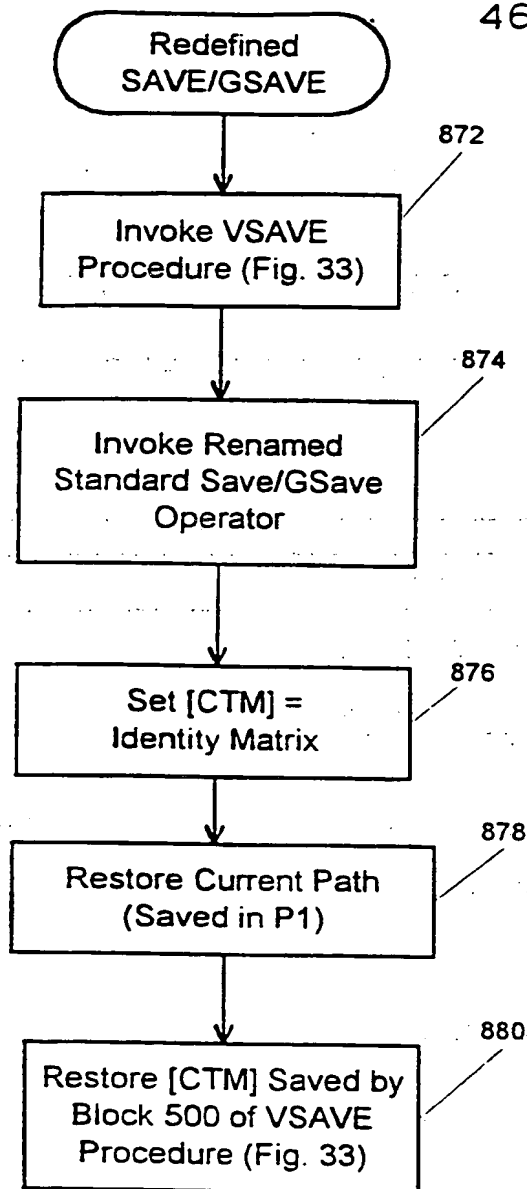 46
Redefined
SAVE/GSAVE
872
Invoke VSAVE
Procedure (Fig. 33)
874
Invoke Renamed
Standard Save/GSave
Operator
876
Set [CTM] =
Identity Matrix
878
Restore Current Path
(Saved in P1)
880
Restore [CTM] Saved by
Block 500 of VSAVE
Procedure (Fig. 33)